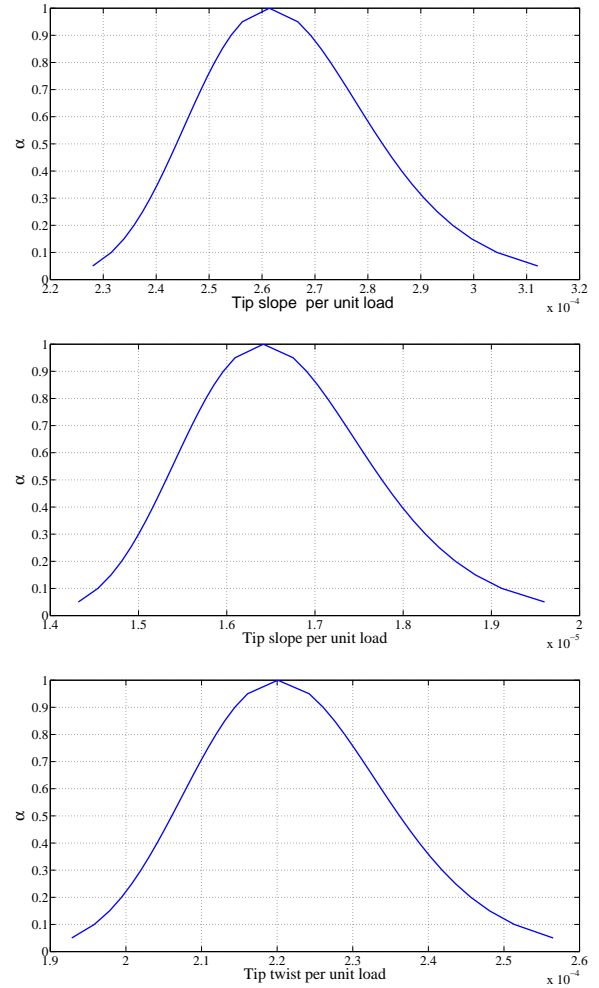 1
0.9
0.8
0.7
0.6
0.5
0.4
0.3
0.2
0.1
0
α
2.2 2.3 2.4 2.5 2.6 2.7 2.8 2.9 3 3.1 3.2
Tip slope per unit load
x 10⁻⁴
1
0.9
0.8
0.7
0.6
0.5
0.4
0.3
0.2
0.1
0
α
1.4 1.5 1.6 1.7 1.8 1.9 2
Tip slope per unit load
x 10⁻⁵
1
0.9
0.8
0.7
0.6
0.5
0.4
0.3
0.2
0.1
0
α
1.9 2 2.1 2.2 2.3 2.4 2.5 2.6
Tip twist per unit load
x 10⁻⁴